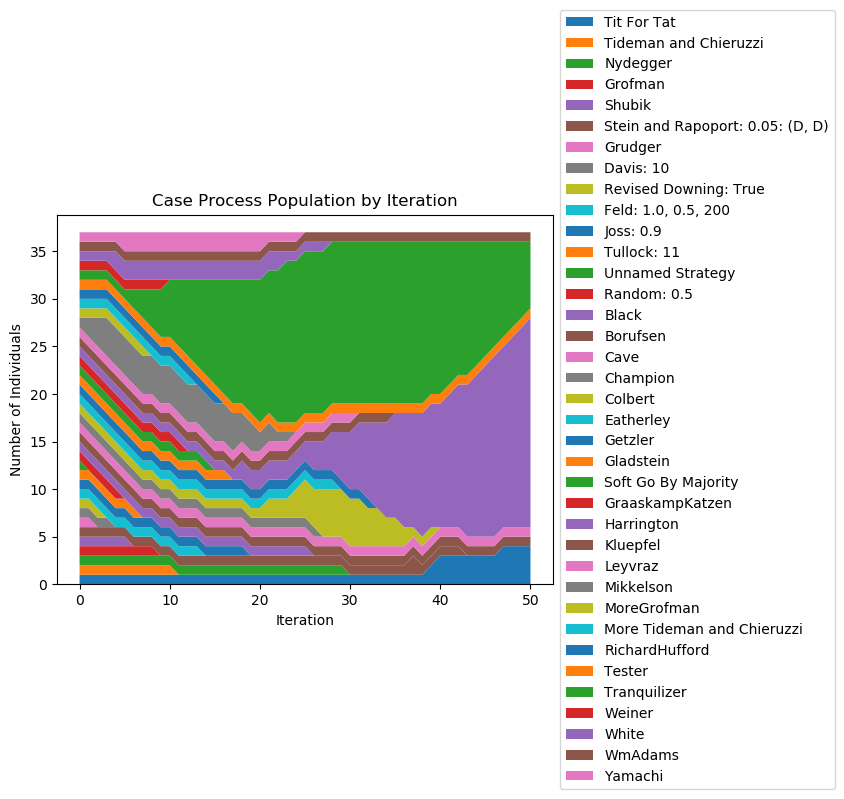 Case Process Population by Iteration
Number of Individuals
35
30
25
20
15
10
5
0
0 10 20 30 40 50
Iteration
Tit For Tat
Tideman and Chieruzzi
Nydegger
Grofman
Shubik
Stein and Rapoport: 0.05: (D, D)
Grudger
Davis: 10
Revised Downing: True
Feld: 1.0, 0.5, 200
Joss: 0.9
Tullock: 11
Unnamed Strategy
Random: 0.5
Black
Borufsen
Cave
Champion
Colbert
Eatherley
Getzler
Gladstein
Soft Go By Majority
GraaskampKatzen
Harrington
Kluepfel
Leyvraz
Mikkelson
MoreGrofman
More Tideman and Chieruzzi
RichardHufford
Tester
Tranquilizer
Weiner
White
WmAdams
Yamachi